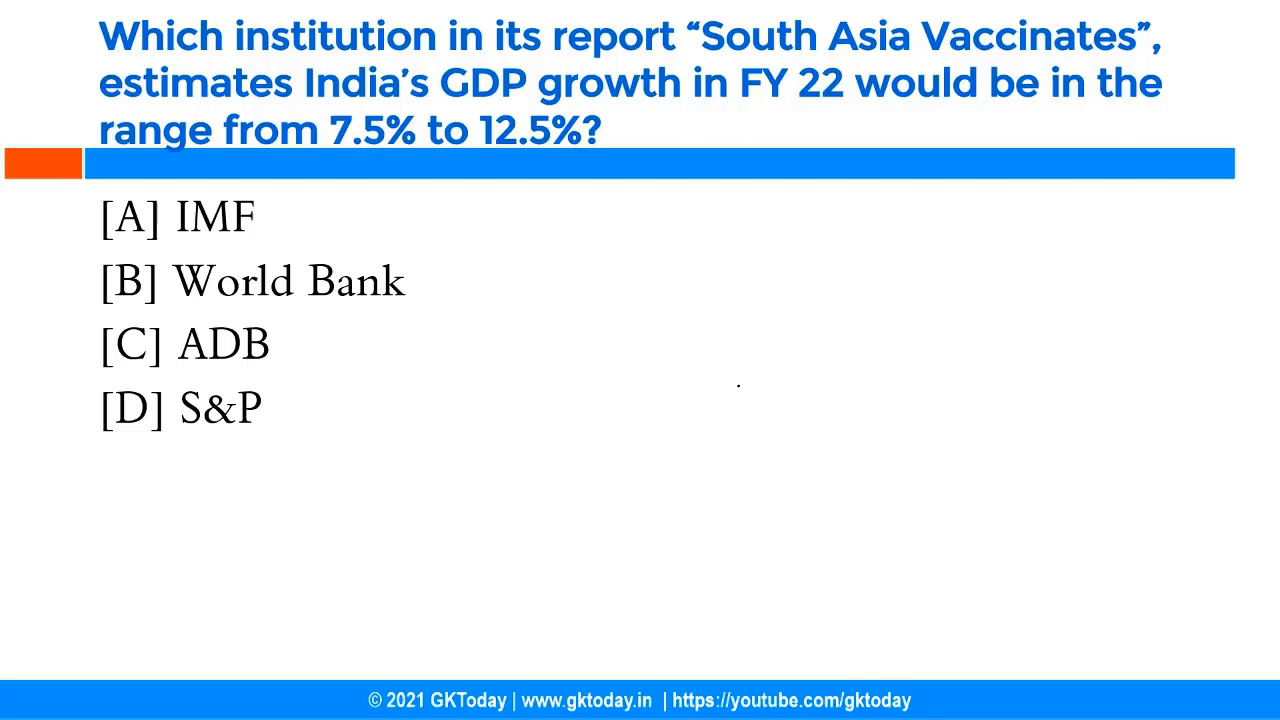 Which institution in its report “South Asia Vaccinates”,
estimates India’s GDP growth in FY 22 would be in the
range from 7.5% to 12.5%?
[A] IMF
[B] World Bank
[C] ADB
[D] S&P
© 2021 GKToday | www.gktoday.in | https://youtube.com/gktoday